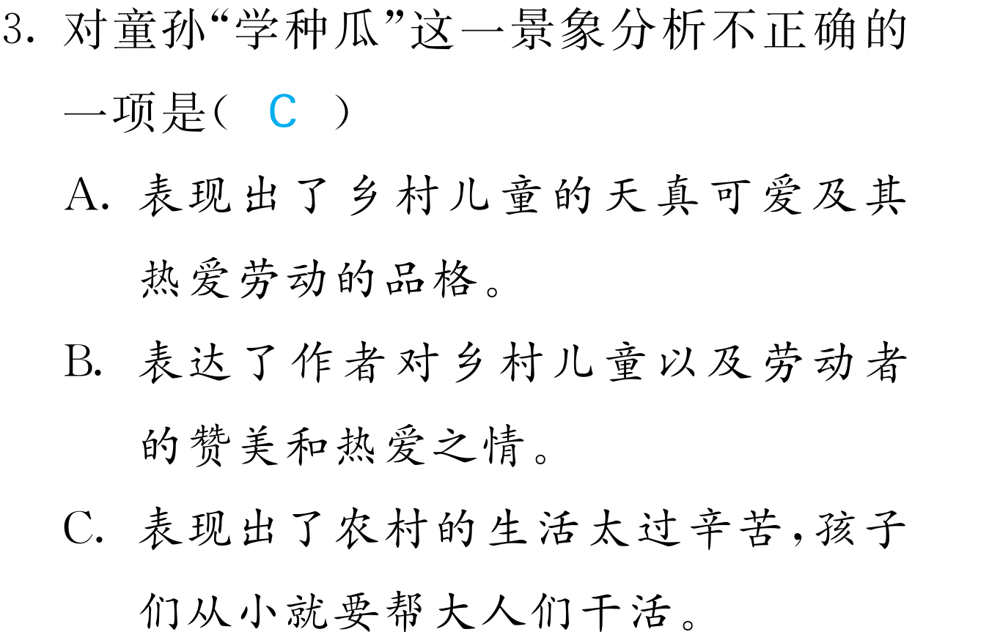 3. 对童孙“学种瓜”这一景象分析不正确的
一项是( C )
A. 表现出了乡村儿童的天真可爱及其
热爱劳动的品格。
B. 表达了作者对乡村儿童以及劳动者
的赞美和热爱之情。
C. 表现出了农村的生活太过辛苦,孩子
们从小就要帮大人们干活。